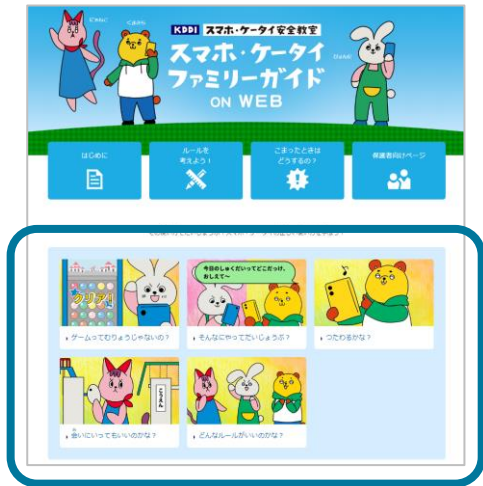 KDDI スマホ・ケータイ安全教室
スマホ・ケータイ
ファミリーガイド
ON WEB
はじめに
ルールを
考えよう！
こまったときは
どうするの？
保護者向けページ
クリア!
今日のしゅくだいってどこだっけ、
おしえて〜
ゲームってむりょうじゃないの？
そんなにやってだいじょうぶ？
つたわるかな？
こうえん
会いにいってもいいのかな？
どんなルールがいいのかな？